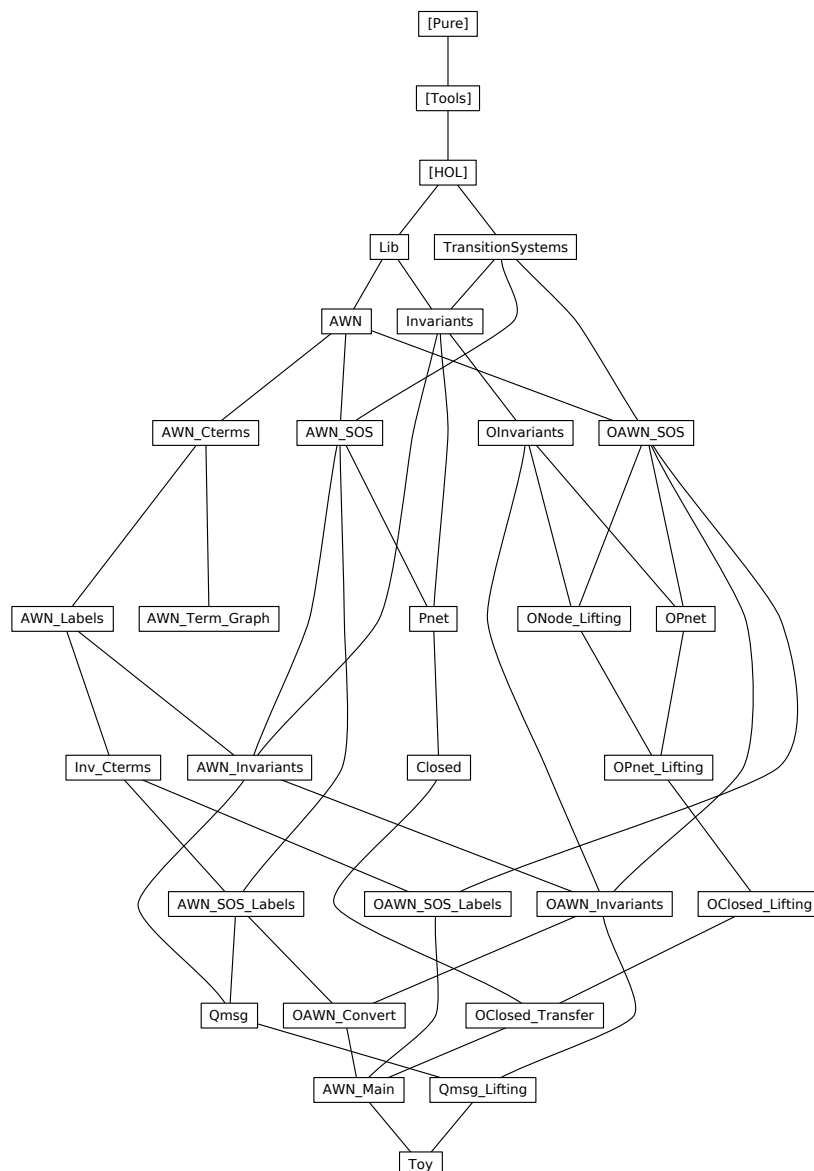 [Pure]
[Tools]
[HOL]
Lib
TransitionSystems
AWN
Invariants
AWN_Cterms
AWN_SOS
OInvariants
OAWN_SOS
AWN_Labels
AWN_Term_Graph
Pnet
ONode_Lifting
OPnet
Inv_Cterms
AWN_Invariants
Closed
OPnet_Lifting
AWN_SOS_Labels
OAWN_SOS_Labels
OAWN_Invariants
OClosed_Lifting
Qmsg
OAWN_Convert
OClosed_Transfer
AWN_Main
Qmsg_Lifting
Toy